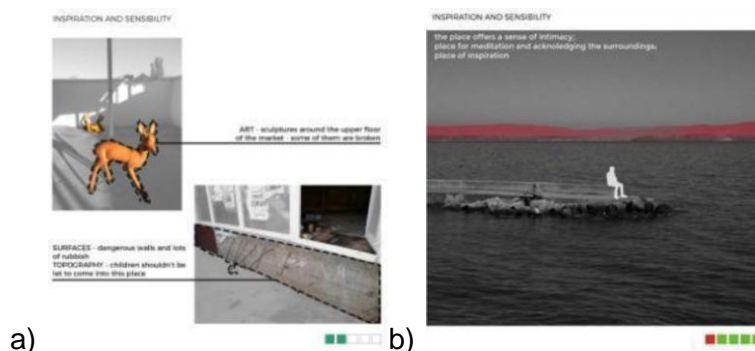 INSPIRATION AND SENSIBILITY
ART - sculptures around the upper floor
of the market - some of them are broken
SURFACES - dangerous walls and lots
of rubbish
TOPOGRAPHY - children shouldn't be
let to come into this place
a)
INSPIRATION AND SENSIBILITY
the place offers a sense of intimacy;
place for meditation and acknoledging the surroundings;
place of inspiration
b)